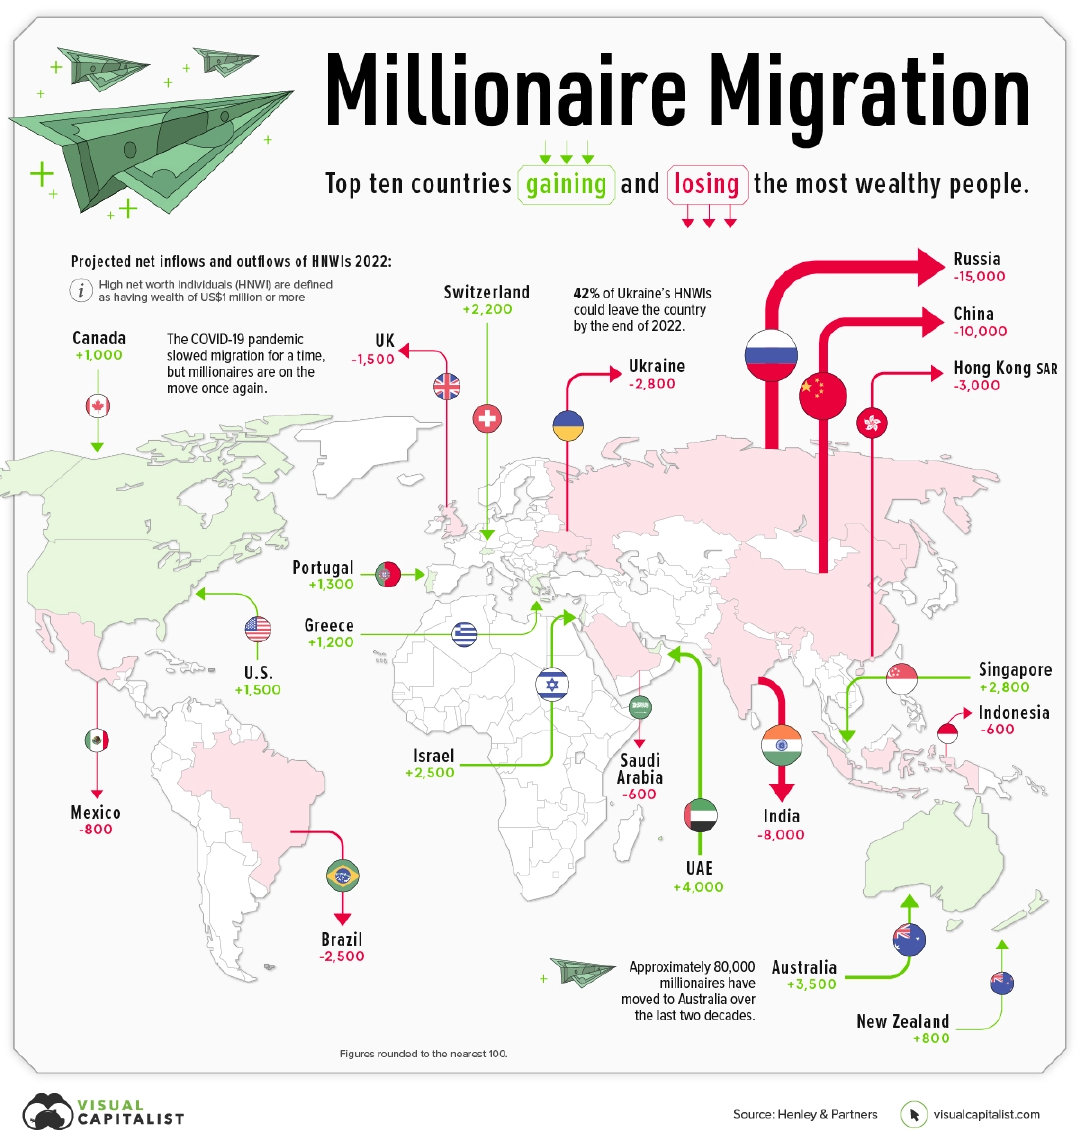 Millionaire Migration
Top ten countries gaining and losing the most wealthy people.
Projected net inflows and outflows of HNWIs 2022:
i
High net worth individuals (HNWI) are defined
as having wealth of US$1 million or more
Canada
+1,000
The COVID-19 pandemic
slowed migration for a time,
but millionaires are on the
move once again.
UK
-1,500
Switzerland
+2,200
42% of Ukraine's HNWIs
could leave the country
by the end of 2022.
Ukraine
-2,800
Russia
-15,000
China
-10,000
Hong Kong SAR
-3,000
Portugal
+1,300
Greece
+1,200
U.S.
+1,500
Israel
+2,500
Saudi
Arabia
-600
Singapore
+2,800
Indonesia
-600
Mexico
-800
India
-8,000
UAE
+4,000
Brazil
-2,500
Approximately 80,000
millionaires have
moved to Australia over
the last two decades.
Australia
+3,500
New Zealand
+800
Figures rounded to the nearest 100.
VISUAL
CAPITALIST
Source: Henley & Partners
visualcapitalist.com